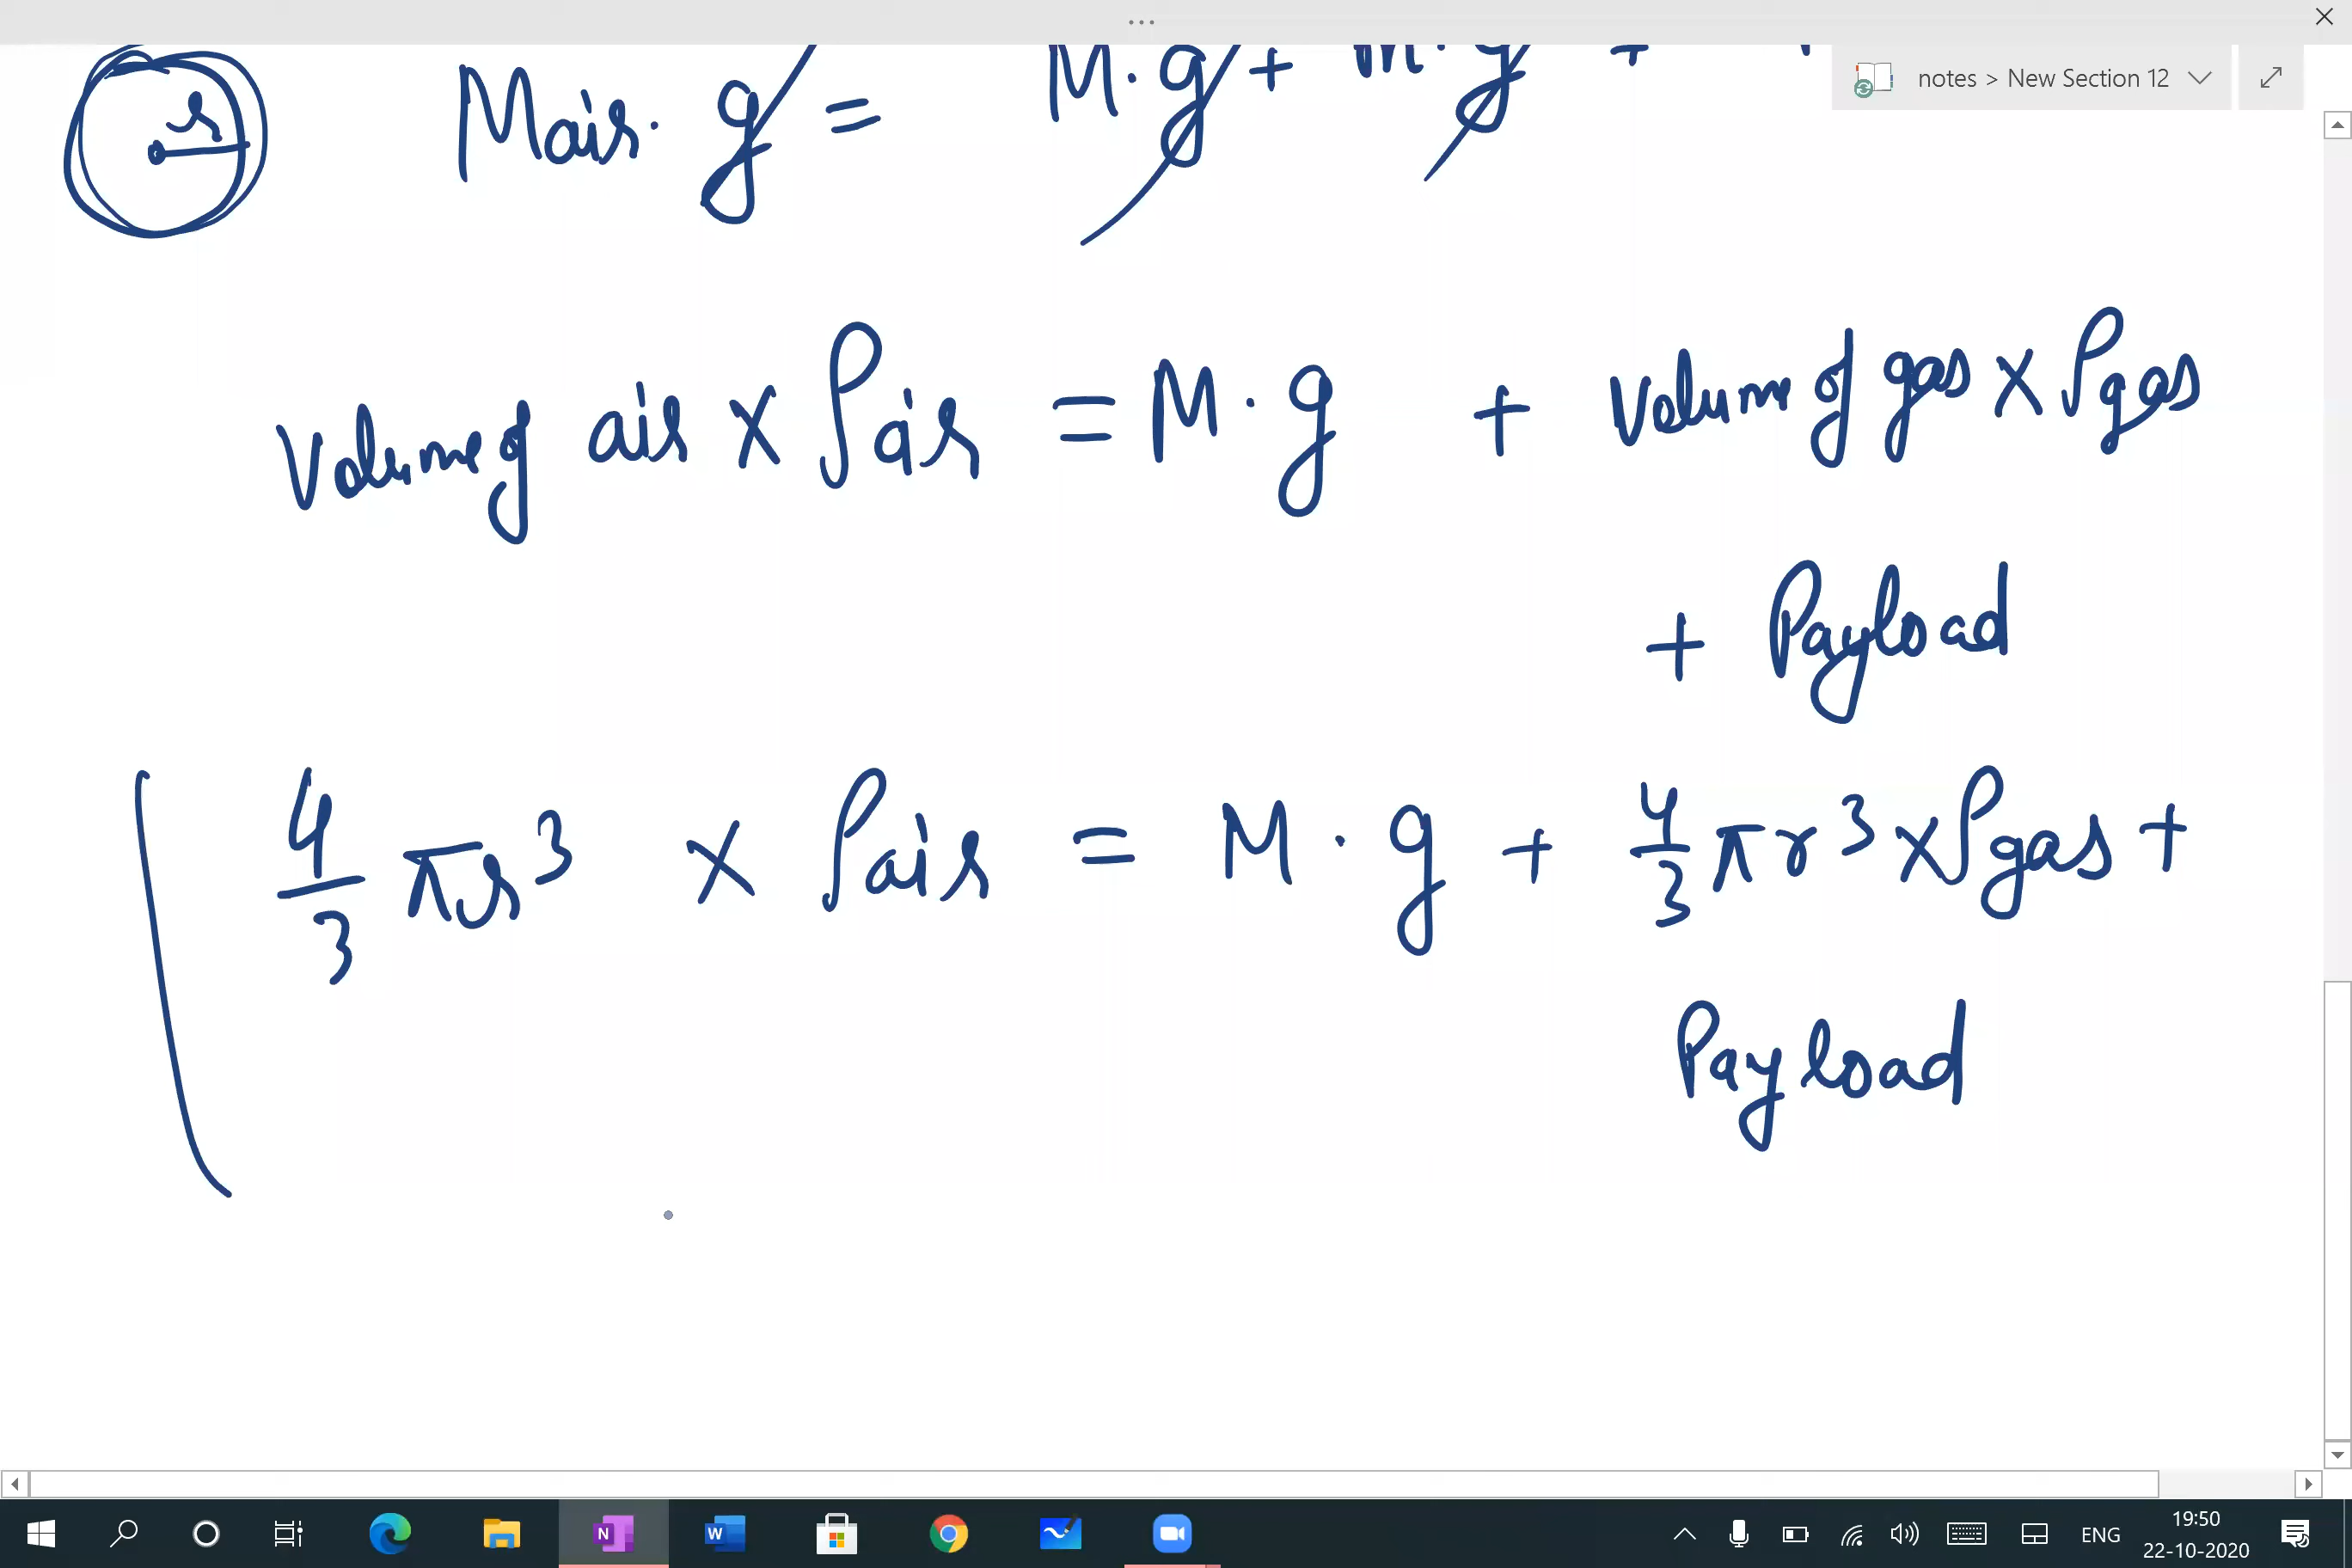 notes > New Section 12
r
Mair. g = M.g + m.g +
Volume of air × ρair = M.g + Volume of gas × ρgas
+ Payload
4/3 πr³ × ρair = M.g + 4/3 πr³ × ρgas +
Payload
ENG
19:50
22-10-2020